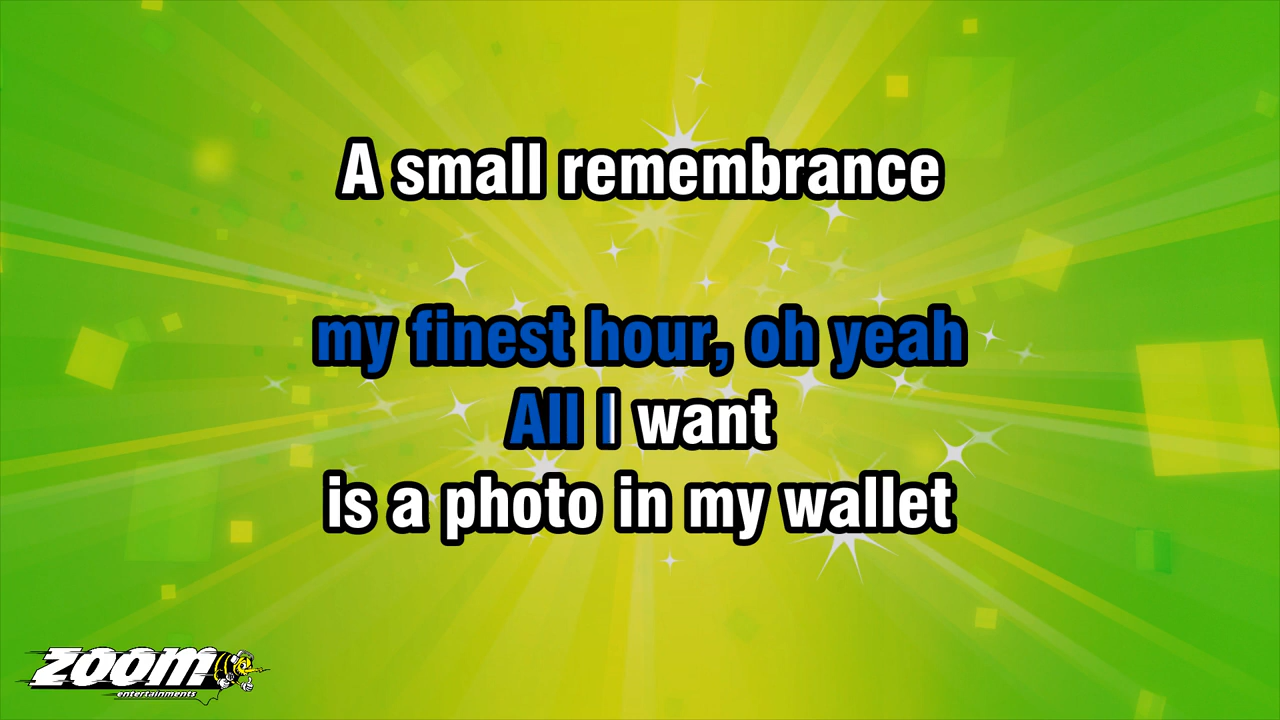 A small remembrance
my finest hour, oh yeah
All I want
is a photo in my wallet
ZOOM
entertainments